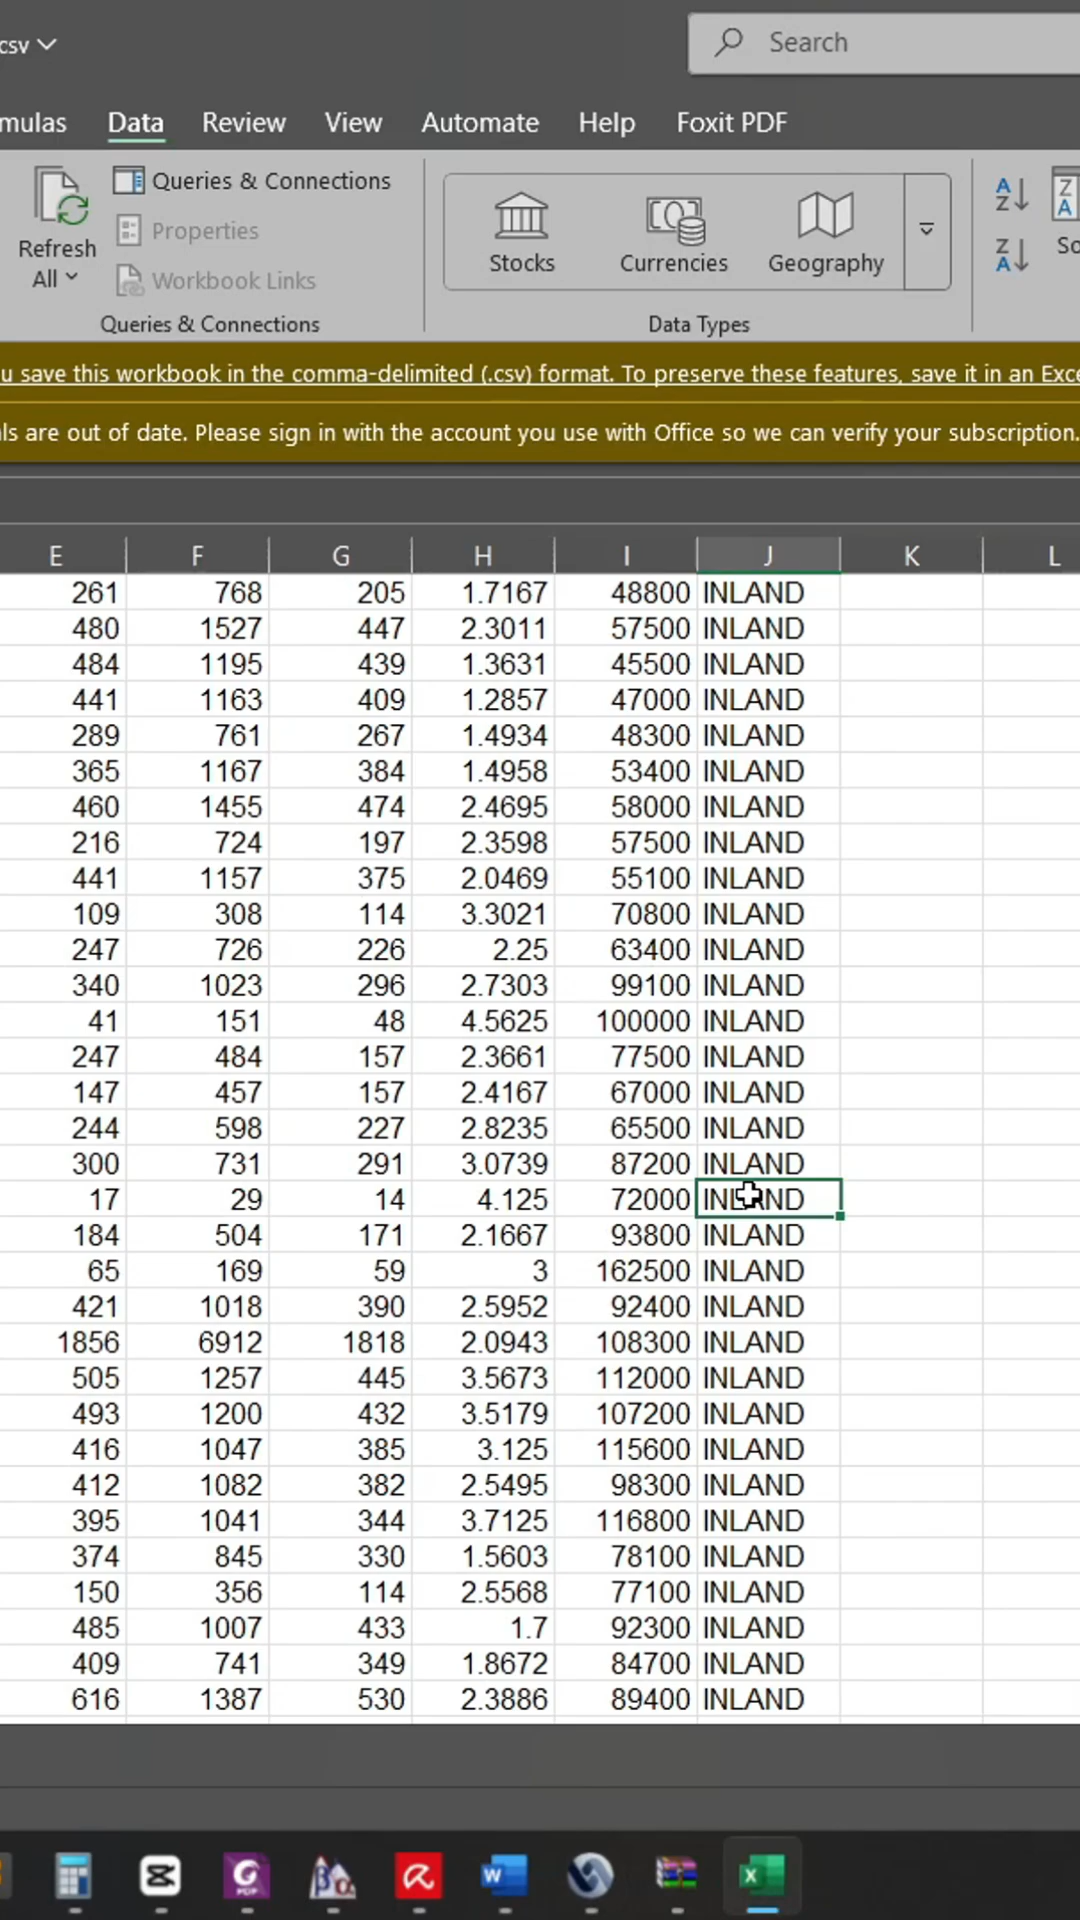 csv
Search
mulas Data Review View Automate Help Foxit PDF
Queries & Connections
Properties
Workbook Links
Refresh
All
Queries & Connections
Stocks Currencies Geography
Data Types
A
Z
Z
A
Z
A
So
u save this workbook in the comma-delimited (.csv) format. To preserve these features, save it in an Exce
ls are out of date. Please sign in with the account you use with Office so we can verify your subscription.
E F G H I J K L
261 768 205 1.7167 48800 INLAND
480 1527 447 2.3011 57500 INLAND
484 1195 439 1.3631 45500 INLAND
441 1163 409 1.2857 47000 INLAND
289 761 267 1.4934 48300 INLAND
365 1167 384 1.4958 53400 INLAND
460 1455 474 2.4695 58000 INLAND
216 724 197 2.3598 57500 INLAND
441 1157 375 2.0469 55100 INLAND
109 308 114 3.3021 70800 INLAND
247 726 226 2.25 63400 INLAND
340 1023 296 2.7303 99100 INLAND
41 151 48 4.5625 100000 INLAND
247 484 157 2.3661 77500 INLAND
147 457 157 2.4167 67000 INLAND
244 598 227 2.8235 65500 INLAND
300 731 291 3.0739 87200 INLAND
17 29 14 4.125 72000 INLAND
184 504 171 2.1667 93800 INLAND
65 169 59 3 162500 INLAND
421 1018 390 2.5952 92400 INLAND
1856 6912 1818 2.0943 108300 INLAND
505 1257 445 3.5673 112000 INLAND
493 1200 432 3.5179 107200 INLAND
416 1047 385 3.125 115600 INLAND
412 1082 382 2.5495 98300 INLAND
395 1041 344 3.7125 116800 INLAND
374 845 330 1.5603 78100 INLAND
150 356 114 2.5568 77100 INLAND
485 1007 433 1.7 92300 INLAND
409 741 349 1.8672 84700 INLAND
616 1387 530 2.3886 89400 INLAND